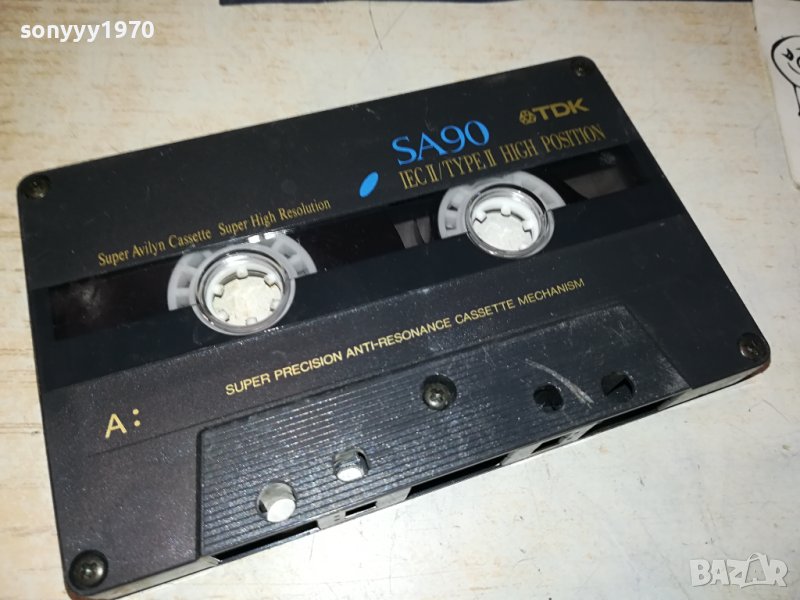 sonyyy1970
SA90
TDK
IEC II/TYPE II HIGH POSITION
Super Avilyn Cassette Super High Resolution
SUPER PRECISION ANTI-RESONANCE CASSETTE MECHANISM
A:
BAZAR